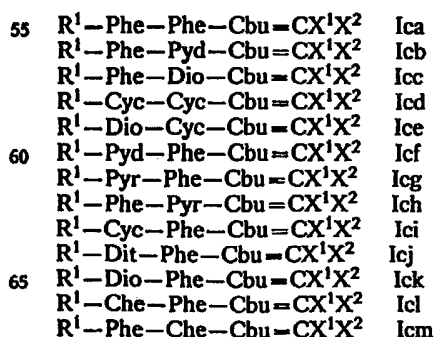 55 R¹—Phe—Phe—Cbu=CX¹X² Ica
R¹—Phe—Pyd—Cbu=CX¹X² Icb
R¹—Phe—Dio—Cbu=CX¹X² Icc
R¹—Cyc—Cyc—Cbu=CX¹X² Icd
R¹—Dio—Cyc—Cbu=CX¹X² Ice
60 R¹—Pyd—Phe—Cbu=CX¹X² Icf
R¹—Pyr—Phe—Cbu=CX¹X² Icg
R¹—Phe—Pyr—Cbu=CX¹X² Ich
R¹—Cyc—Phe—Cbu=CX¹X² Ici
R¹—Dit—Phe—Cbu=CX¹X² Icj
65 R¹—Dio—Phe—Cbu=CX¹X² Ick
R¹—Che—Phe—Cbu=CX¹X² Icl
R¹—Phe—Che—Cbu=CX¹X² Icm